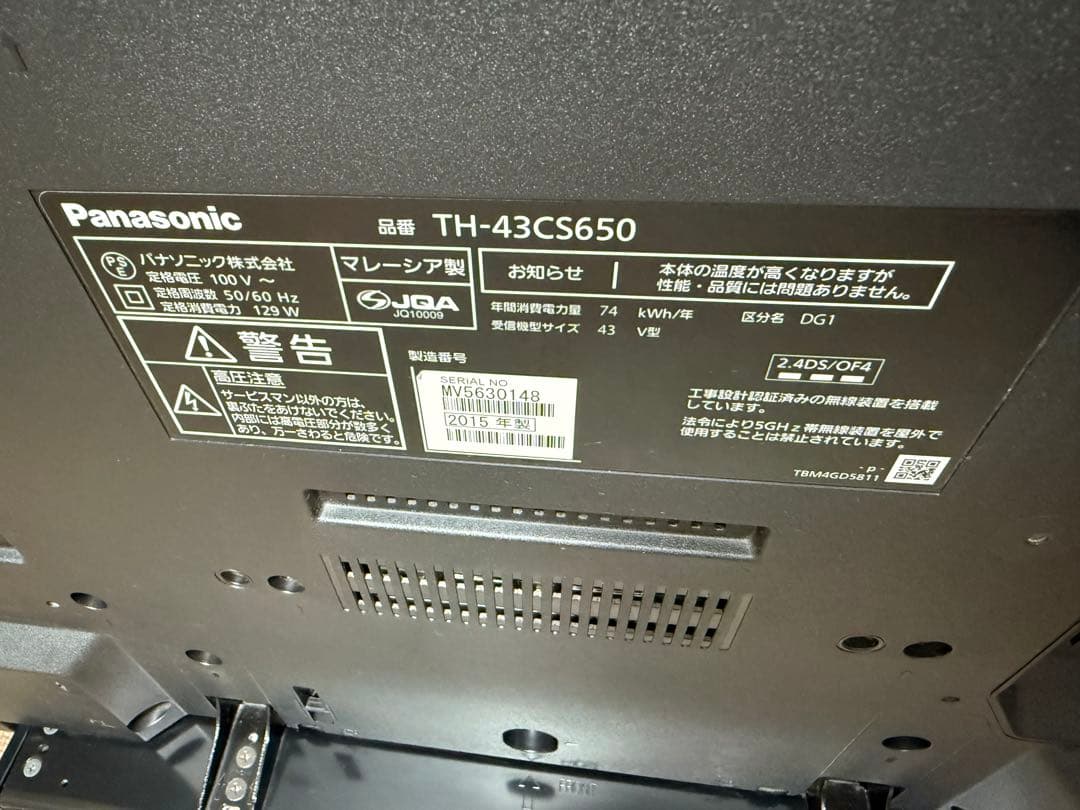 Panasonic
品番 TH-43CS650
PSE パナソニック株式会社
定格電圧 100V ～
定格周波数 50/60 Hz
定格消費電力 129W
マレーシア製
JQA
JQ10009
お知らせ
本体の温度が高くなりますが
性能・品質には問題ありません。
年間消費電力量 74 kWh/年 区分名 DG1
受信機型サイズ 43 V型
警告
高圧注意
サービスマン以外の方は、
裏ぶたをあけないでください。
内部には高電圧部分が数多く
あり、万一さわると危険です。
製造番号
SERIAL NO
MV5630148
2015 年製
2.4DS/OF4
工事設計認証済みの無線装置を搭載
しています。
法令により5GHz帯無線装置を屋外で
使用することは禁止されています。
-p-
TBM4GD5811